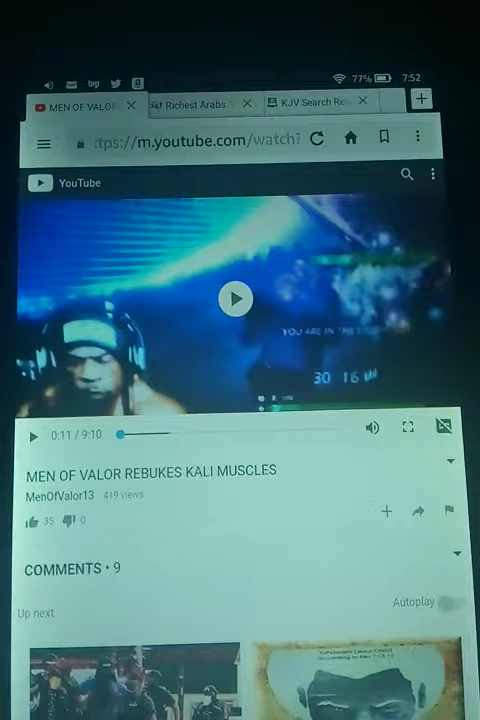 77% 7:52
MEN OF VALOR
Richest Arabs
KJV Search Re
ttps://m.youtube.com/watch?
YouTube
YOU ARE IN THE
30 16
0:11 / 9:10
MEN OF VALOR REBUKES KALI MUSCLES
MenOfValor13 419 views
35 0
COMMENTS • 9
Up next
Autoplay